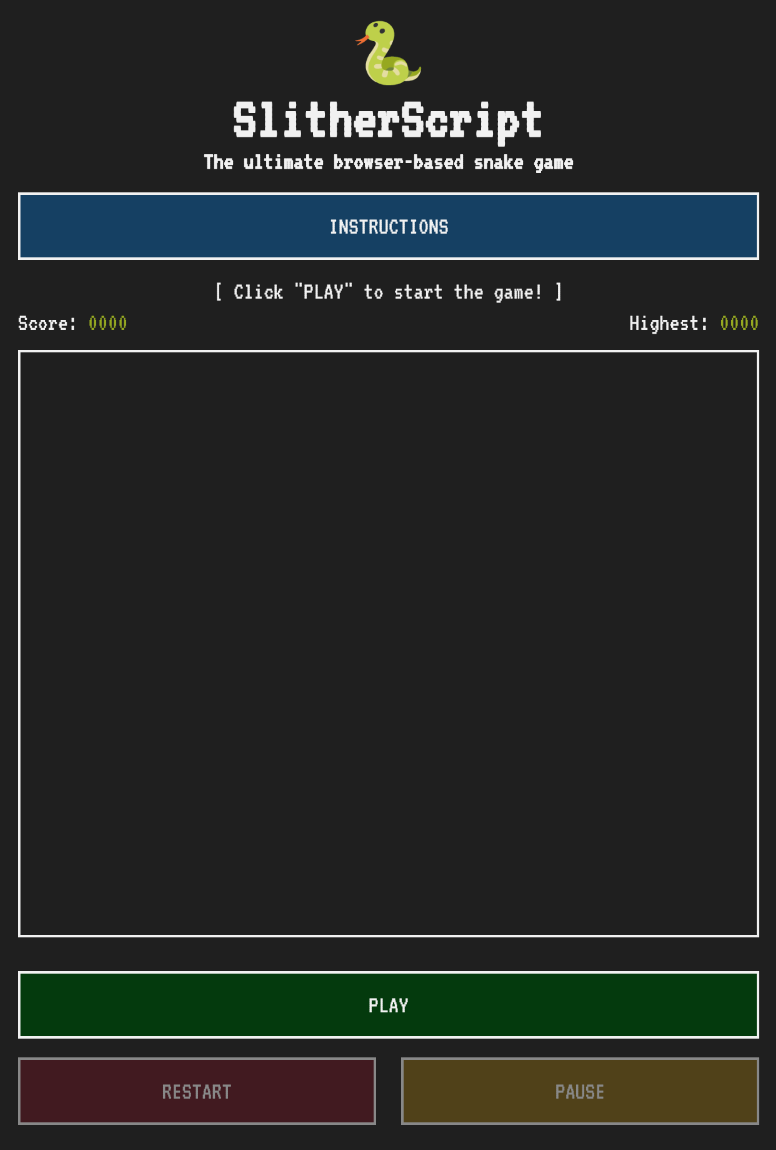 SlitherScript
The ultimate browser-based snake game
INSTRUCTIONS
[ Click "PLAY" to start the game! ]
Score: 0000 Highest: 0000
PLAY
RESTART PAUSE